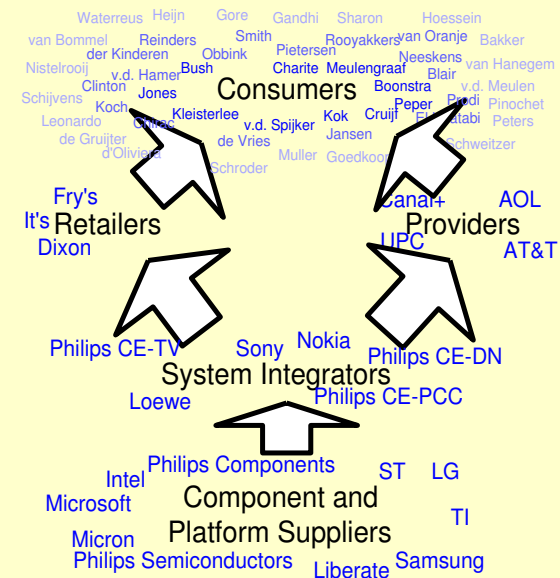 Waterreus Heijn Gore Gandhi Sharon Hoessein
van Bommel Reinders Smith Rooyakkers van Oranje Bakker
der Kinderen Obbink Pietersen Neeskens
Nistelrooij v.d. Hamer Bush Charite Meulengraaf Blair van Hanegem
Clinton Consumers Boonstra v.d. Meulen
Schijvens Koch Jones Peper Prodi Pinochet
Leonardo Chirac Kleisterlee v.d. Spijker Kok Cruijf Peters
de Gruijter de Vries Jansen Schweitzer
d'Oliviera Schroder Muller Goedkoop
Fry's Canal+ AOL
It's Retailers Providers
Dixon UPC AT&T
Philips CE-TV Sony Nokia Philips CE-DN
System Integrators
Loewe Philips CE-PCC
Philips Components ST LG
Intel
Microsoft Component and TI
Micron Platform Suppliers
Philips Semiconductors Liberate Samsung